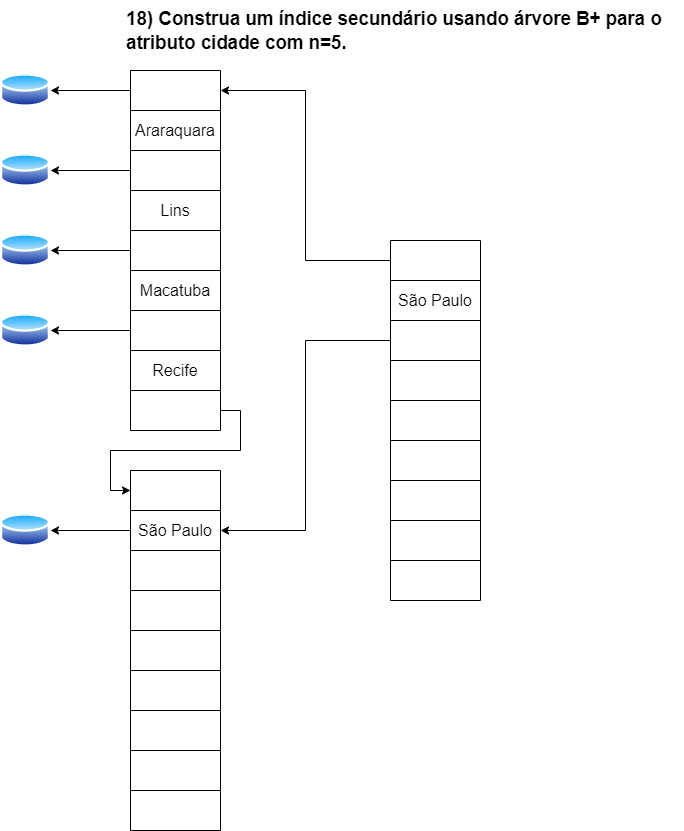 18) Construa um índice secundário usando árvore B+ para o
atributo cidade com n=5.
Araraquara
Lins
Macatuba
Recife
São Paulo
São Paulo